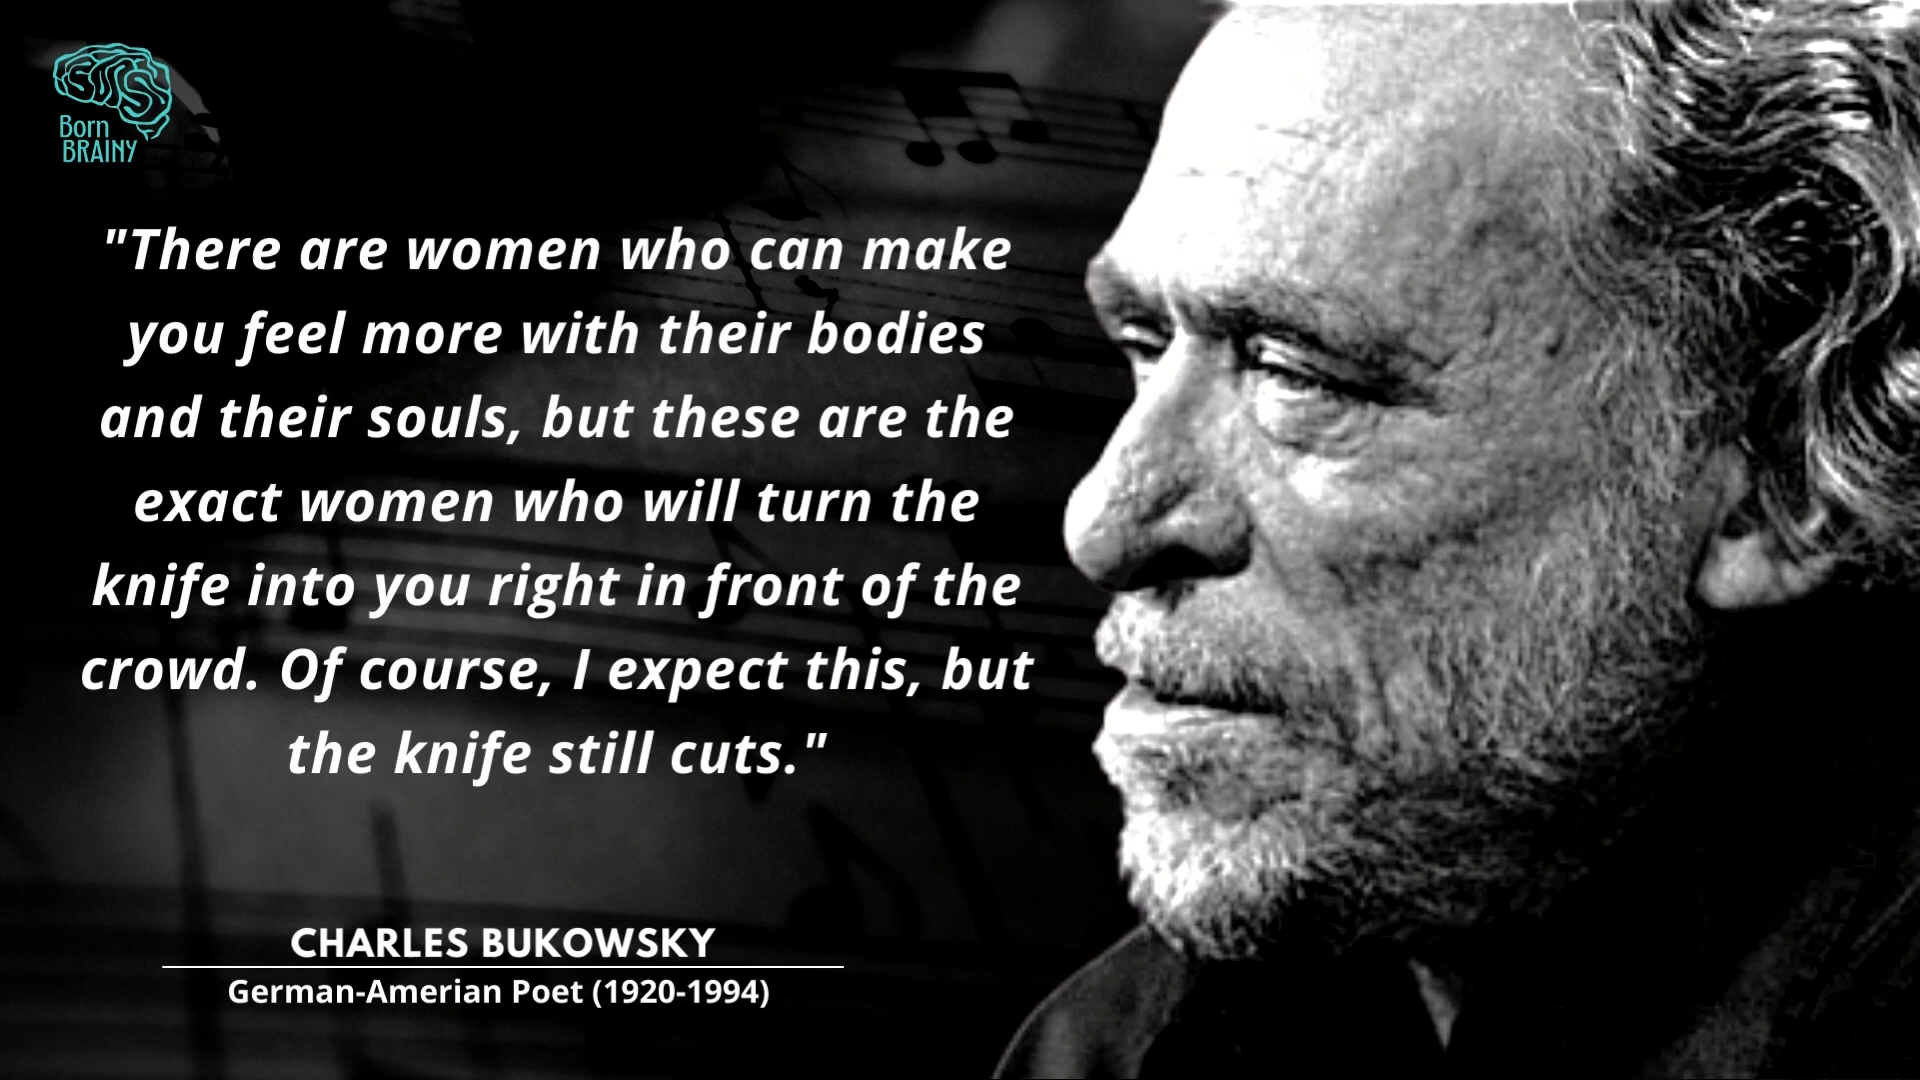 Born
BRAINY
"There are women who can make
you feel more with their bodies
and their souls, but these are the
exact women who will turn the
knife into you right in front of the
crowd. Of course, I expect this, but
the knife still cuts."
CHARLES BUKOWSKY
German-Amerian Poet (1920-1994)